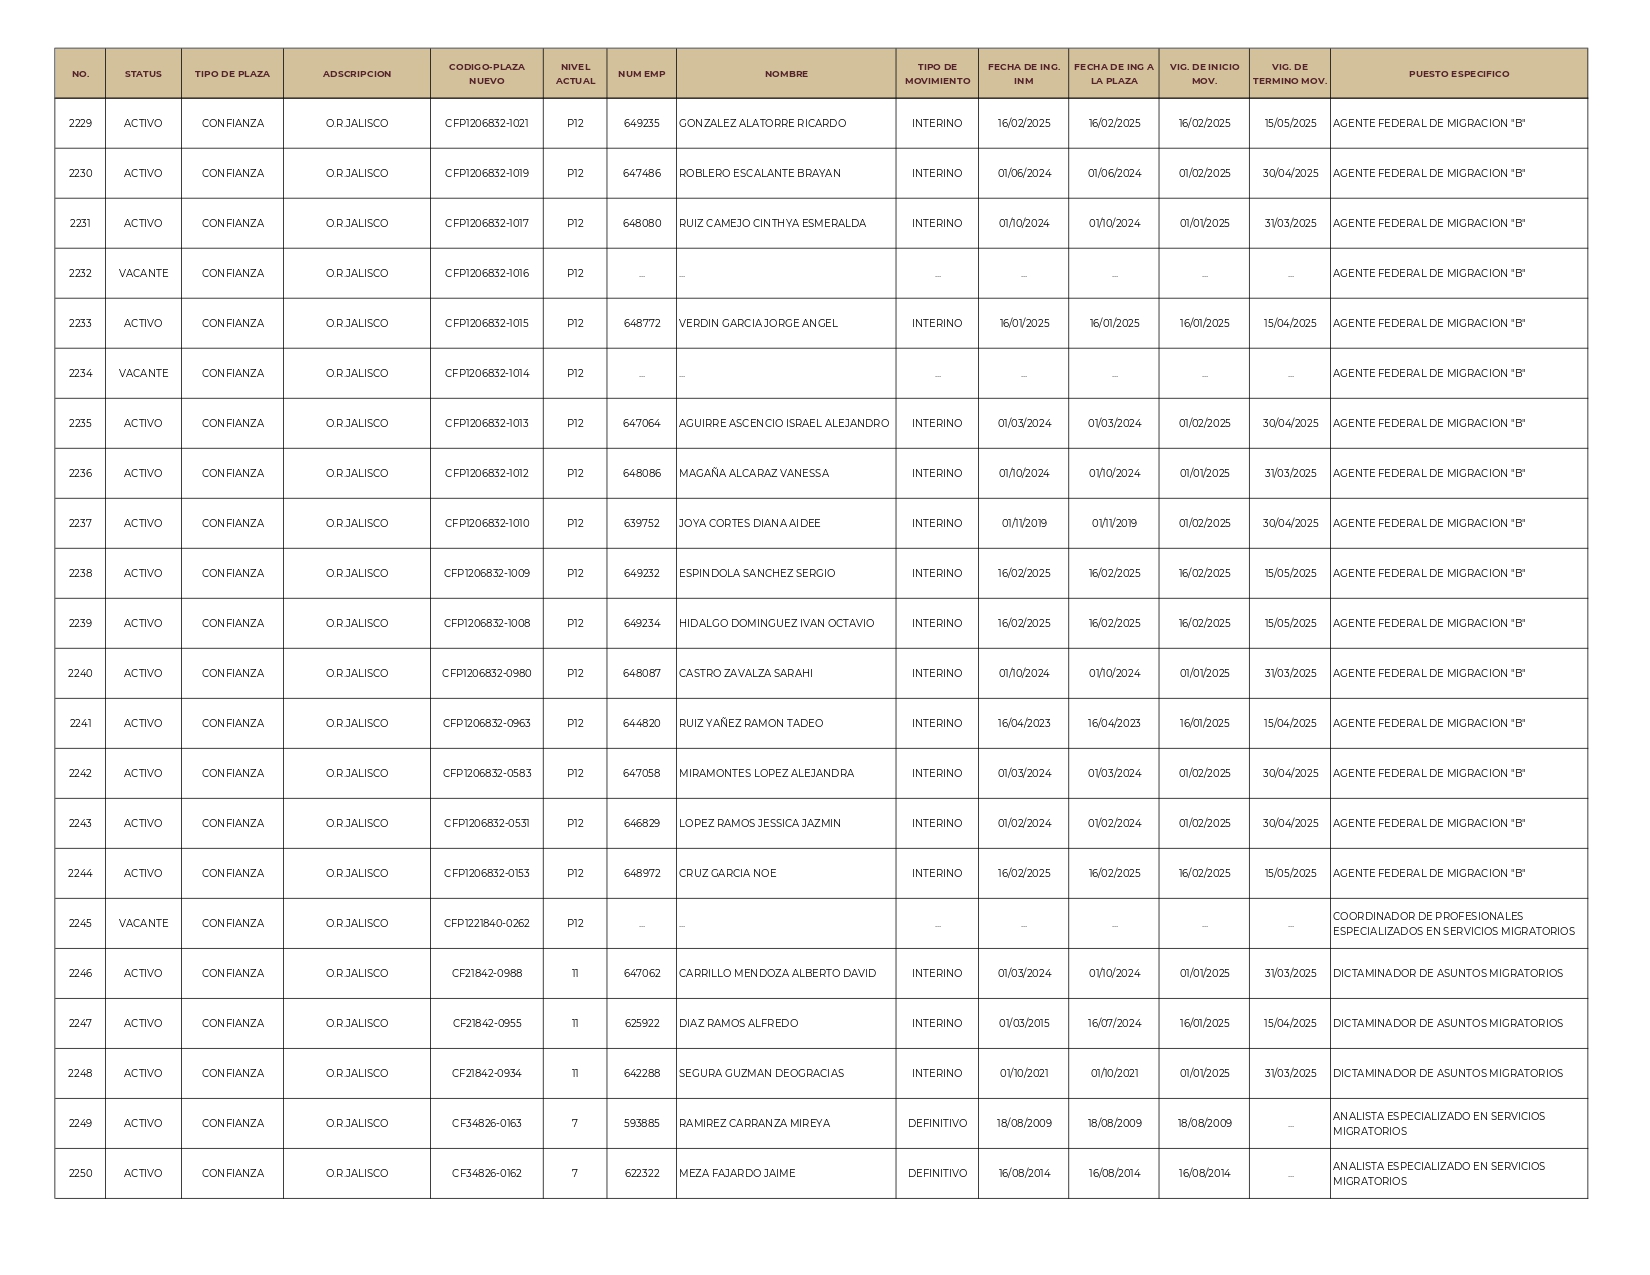 NO. STATUS TIPO DE PLAZA ADSCRIPCION CODIGO-PLAZA NUEVO NIVEL ACTUAL NUM EMP NOMBRE TIPO DE MOVIMIENTO FECHA DE ING. INM FECHA DE ING A LA PLAZA VIG. DE INICIO MOV. VIG. DE TERMINO MOV. PUESTO ESPECIFICO
2229 ACTIVO CONFIANZA O.R.JALISCO CFP1206832-1021 P12 649235 GONZALEZ ALATORRE RICARDO INTERINO 16/02/2025 16/02/2025 16/02/2025 15/05/2025 AGENTE FEDERAL DE MIGRACION "B"
2230 ACTIVO CONFIANZA O.R.JALISCO CFP1206832-1019 P12 647486 ROBLERO ESCALANTE BRAYAN INTERINO 01/06/2024 01/06/2024 01/02/2025 30/04/2025 AGENTE FEDERAL DE MIGRACION "B"
2231 ACTIVO CONFIANZA O.R.JALISCO CFP1206832-1017 P12 648080 RUIZ CAMEJO CINTHYA ESMERALDA INTERINO 01/10/2024 01/10/2024 01/01/2025 31/03/2025 AGENTE FEDERAL DE MIGRACION "B"
2232 VACANTE CONFIANZA O.R.JALISCO CFP1206832-1016 P12 ... ... ... ... ... ... ... AGENTE FEDERAL DE MIGRACION "B"
2233 ACTIVO CONFIANZA O.R.JALISCO CFP1206832-1015 P12 648772 VERDIN GARCIA JORGE ANGEL INTERINO 16/01/2025 16/01/2025 16/01/2025 15/04/2025 AGENTE FEDERAL DE MIGRACION "B"
2234 VACANTE CONFIANZA O.R.JALISCO CFP1206832-1014 P12 ... ... ... ... ... ... ... AGENTE FEDERAL DE MIGRACION "B"
2235 ACTIVO CONFIANZA O.R.JALISCO CFP1206832-1013 P12 647064 AGUIRRE ASCENCIO ISRAEL ALEJANDRO INTERINO 01/03/2024 01/03/2024 01/02/2025 30/04/2025 AGENTE FEDERAL DE MIGRACION "B"
2236 ACTIVO CONFIANZA O.R.JALISCO CFP1206832-1012 P12 648086 MAGAÑA ALCARAZ VANESSA INTERINO 01/10/2024 01/10/2024 01/01/2025 31/03/2025 AGENTE FEDERAL DE MIGRACION "B"
2237 ACTIVO CONFIANZA O.R.JALISCO CFP1206832-1010 P12 639752 JOYA CORTES DIANA AIDEE INTERINO 01/11/2019 01/11/2019 01/02/2025 30/04/2025 AGENTE FEDERAL DE MIGRACION "B"
2238 ACTIVO CONFIANZA O.R.JALISCO CFP1206832-1009 P12 649232 ESPINDOLA SANCHEZ SERGIO INTERINO 16/02/2025 16/02/2025 16/02/2025 15/05/2025 AGENTE FEDERAL DE MIGRACION "B"
2239 ACTIVO CONFIANZA O.R.JALISCO CFP1206832-1008 P12 649234 HIDALGO DOMINGUEZ IVAN OCTAVIO INTERINO 16/02/2025 16/02/2025 16/02/2025 15/05/2025 AGENTE FEDERAL DE MIGRACION "B"
2240 ACTIVO CONFIANZA O.R.JALISCO CFP1206832-0980 P12 648087 CASTRO ZAVALZA SARAHI INTERINO 01/10/2024 01/10/2024 01/01/2025 31/03/2025 AGENTE FEDERAL DE MIGRACION "B"
2241 ACTIVO CONFIANZA O.R.JALISCO CFP1206832-0963 P12 644820 RUIZ YAÑEZ RAMON TADEO INTERINO 16/04/2023 16/04/2023 16/01/2025 15/04/2025 AGENTE FEDERAL DE MIGRACION "B"
2242 ACTIVO CONFIANZA O.R.JALISCO CFP1206832-0583 P12 647058 MIRAMONTES LOPEZ ALEJANDRA INTERINO 01/03/2024 01/03/2024 01/02/2025 30/04/2025 AGENTE FEDERAL DE MIGRACION "B"
2243 ACTIVO CONFIANZA O.R.JALISCO CFP1206832-0531 P12 646829 LOPEZ RAMOS JESSICA JAZMIN INTERINO 01/02/2024 01/02/2024 01/02/2025 30/04/2025 AGENTE FEDERAL DE MIGRACION "B"
2244 ACTIVO CONFIANZA O.R.JALISCO CFP1206832-0153 P12 648972 CRUZ GARCIA NOE INTERINO 16/02/2025 16/02/2025 16/02/2025 15/05/2025 AGENTE FEDERAL DE MIGRACION "B"
2245 VACANTE CONFIANZA O.R.JALISCO CFP1221840-0262 P12 ... ... ... ... ... ... ... COORDINADOR DE PROFESIONALES
ESPECIALIZADOS EN SERVICIOS MIGRATORIOS
2246 ACTIVO CONFIANZA O.R.JALISCO CF21842-0988 11 647062 CARRILLO MENDOZA ALBERTO DAVID INTERINO 01/03/2024 01/10/2024 01/01/2025 31/03/2025 DICTAMINADOR DE ASUNTOS MIGRATORIOS
2247 ACTIVO CONFIANZA O.R.JALISCO CF21842-0955 11 625922 DIAZ RAMOS ALFREDO INTERINO 01/03/2015 16/07/2024 16/01/2025 15/04/2025 DICTAMINADOR DE ASUNTOS MIGRATORIOS
2248 ACTIVO CONFIANZA O.R.JALISCO CF21842-0934 11 642288 SEGURA GUZMAN DEOGRACIAS INTERINO 01/10/2021 01/10/2021 01/01/2025 31/03/2025 DICTAMINADOR DE ASUNTOS MIGRATORIOS
2249 ACTIVO CONFIANZA O.R.JALISCO CF34826-0163 7 593885 RAMIREZ CARRANZA MIREYA DEFINITIVO 18/08/2009 18/08/2009 18/08/2009 ... ANALISTA ESPECIALIZADO EN SERVICIOS
MIGRATORIOS
2250 ACTIVO CONFIANZA O.R.JALISCO CF34826-0162 7 622322 MEZA FAJARDO JAIME DEFINITIVO 16/08/2014 16/08/2014 16/08/2014 ... ANALISTA ESPECIALIZADO EN SERVICIOS
MIGRATORIOS